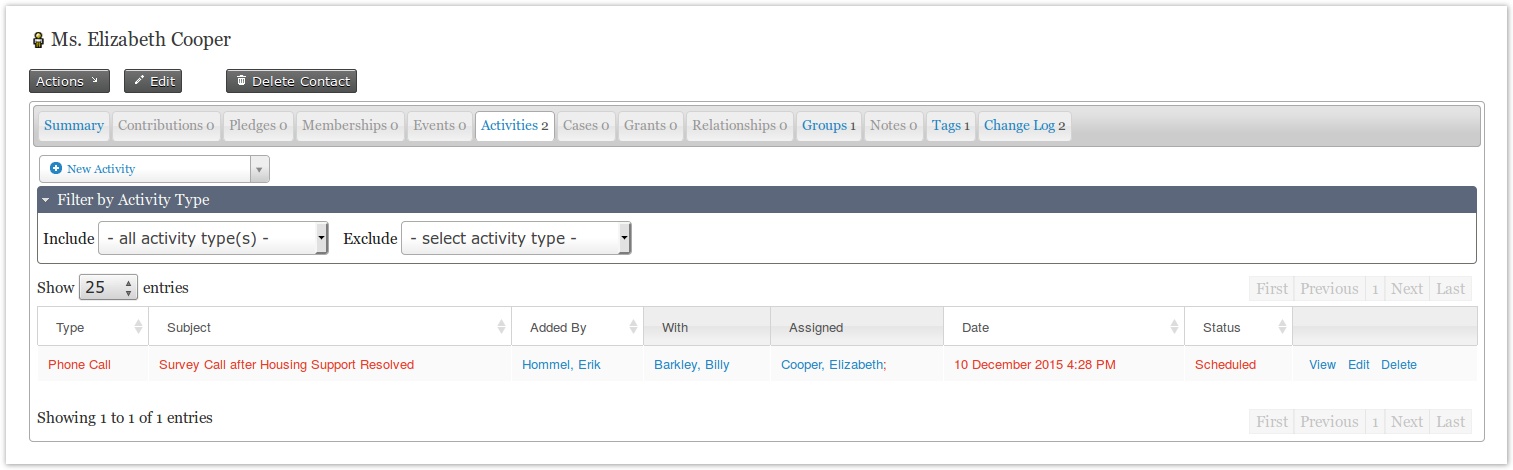 Ms. Elizabeth Cooper
Actions Edit Delete Contact
Summary Contributions 0 Pledges 0 Memberships 0 Events 0 Activities 2 Cases 0 Grants 0 Relationships 0 Groups 1 Notes 0 Tags 1 Change Log 2
New Activity
Filter by Activity Type
Include - all activity type(s) - Exclude - select activity type -
Show 25 entries First Previous 1 Next Last
Type Subject Added By With Assigned Date Status
Phone Call Survey Call after Housing Support Resolved Hommel, Erik Barkley, Billy Cooper, Elizabeth; 10 December 2015 4:28 PM Scheduled View Edit Delete
Showing 1 to 1 of 1 entries First Previous 1 Next Last